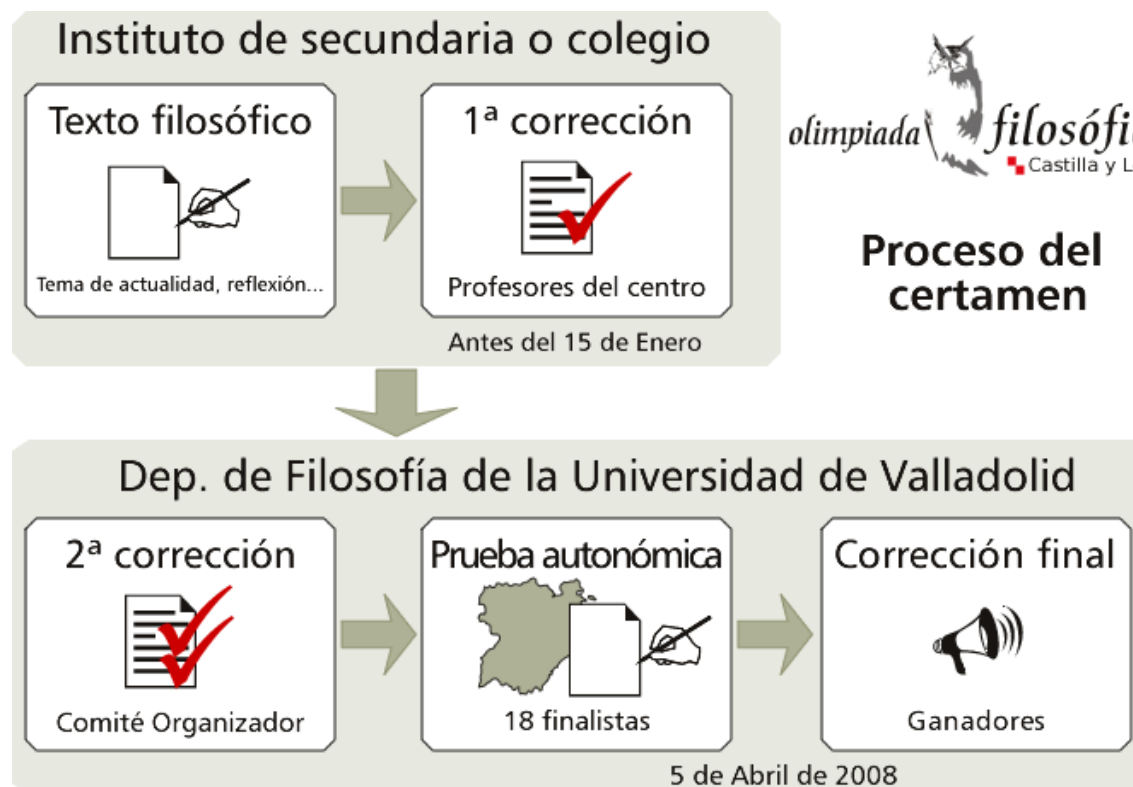 Instituto de secundaria o colegio
Texto filosófico
Tema de actualidad, reflexión...
1ª corrección
Profesores del centro
Antes del 15 de Enero
olimpiada filosófi
Castilla y L
Proceso del
certamen
Dep. de Filosofía de la Universidad de Valladolid
2ª corrección
Comité Organizador
Prueba autonómica
18 finalistas
Corrección final
Ganadores
5 de Abril de 2008